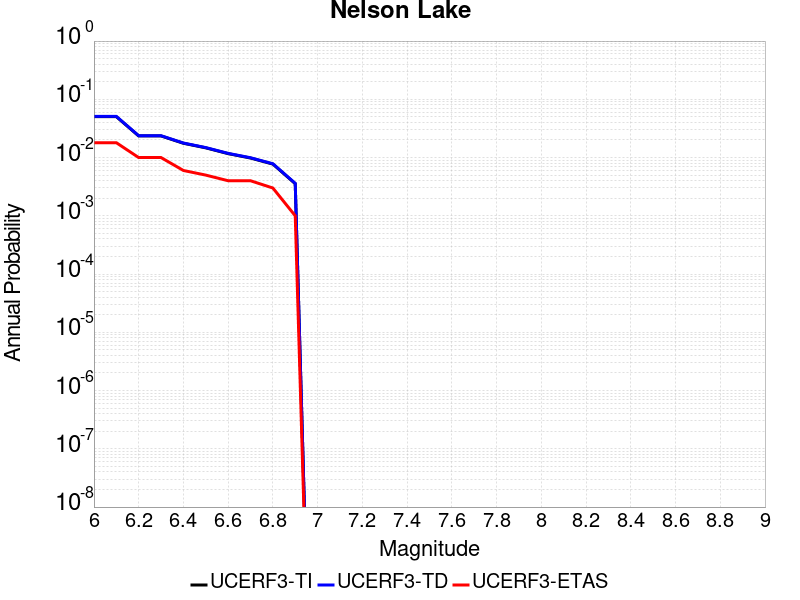 Nelson Lake
10^0
10^-1
10^-2
10^-3
10^-4
10^-5
10^-6
10^-7
10^-8
Annual Probability
6 6.2 6.4 6.6 6.8 7 7.2 7.4 7.6 7.8 8 8.2 8.4 8.6 8.8 9
Magnitude
UCERF3-TI UCERF3-TD UCERF3-ETAS